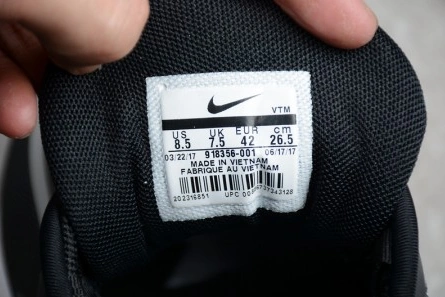 VTM
US UK EUR cm
8.5 7.5 42 26.5
03/22/17 918356-001 06/17/17
MADE IN VIETNAM
FABRIQUE AU VIETNAM
202316851 UPC